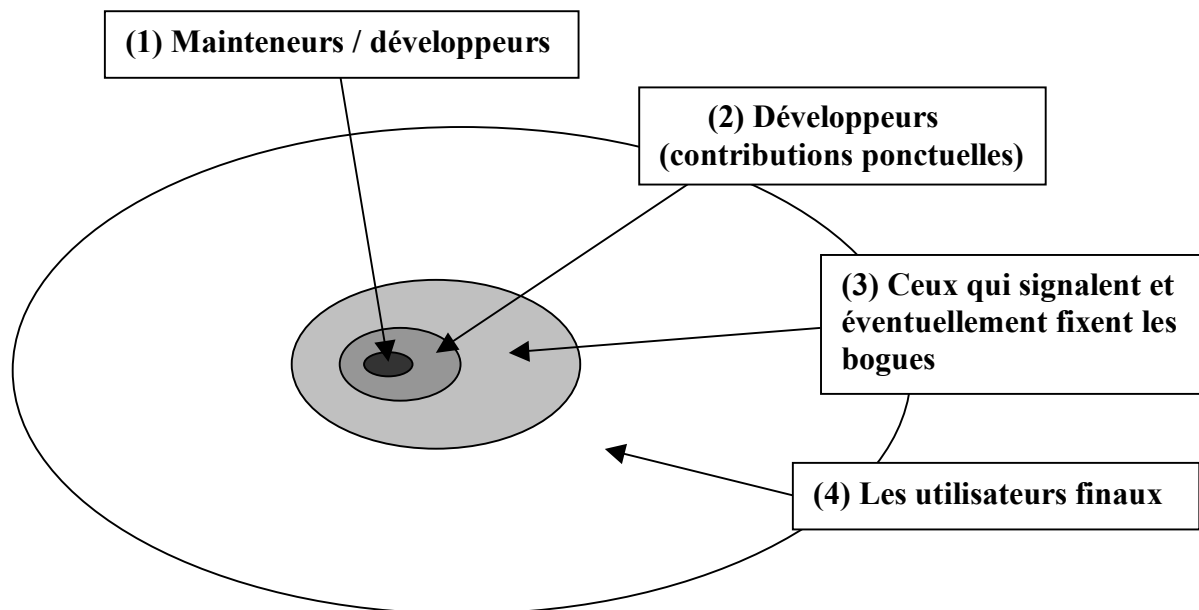 (1) Mainteneurs / développeurs
(2) Développeurs
(contributions ponctuelles)
(3) Ceux qui signalent et
éventuellement fixent les
bogues
(4) Les utilisateurs finaux